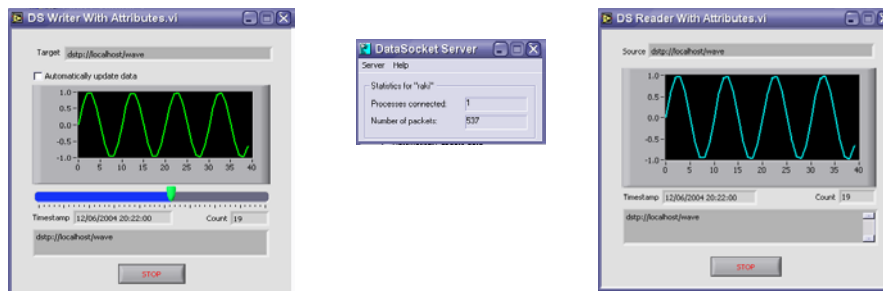 DS Writer With Attributes.vi
Target dstp://localhost/wave
Automatically update data
1.0
0.5
0.0
-0.5
-1.0
0 5 10 15 20 25 30 35 40
Timestamp 12/06/2004 20:22:00 Count 19
dstp://localhost/wave
STOP
DataSocket Server
Server Help
Statistics for "raki"
Processes connected: 1
Number of packets: 537
DS Reader With Attributes.vi
Source dstp://localhost/wave
1.0
0.5
0.0
-0.5
-1.0
0 5 10 15 20 25 30 35 40
Timestamp 12/06/2004 20:22:00 Count 19
dstp://localhost/wave
STOP